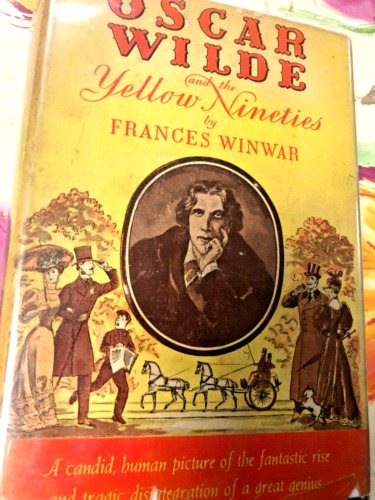 OSCAR
WILDE
and the
Yellow Nineties
by
FRANCES WINWAR
A candid, human picture of the fantastic rise
and tragic disintegration of a great genius.